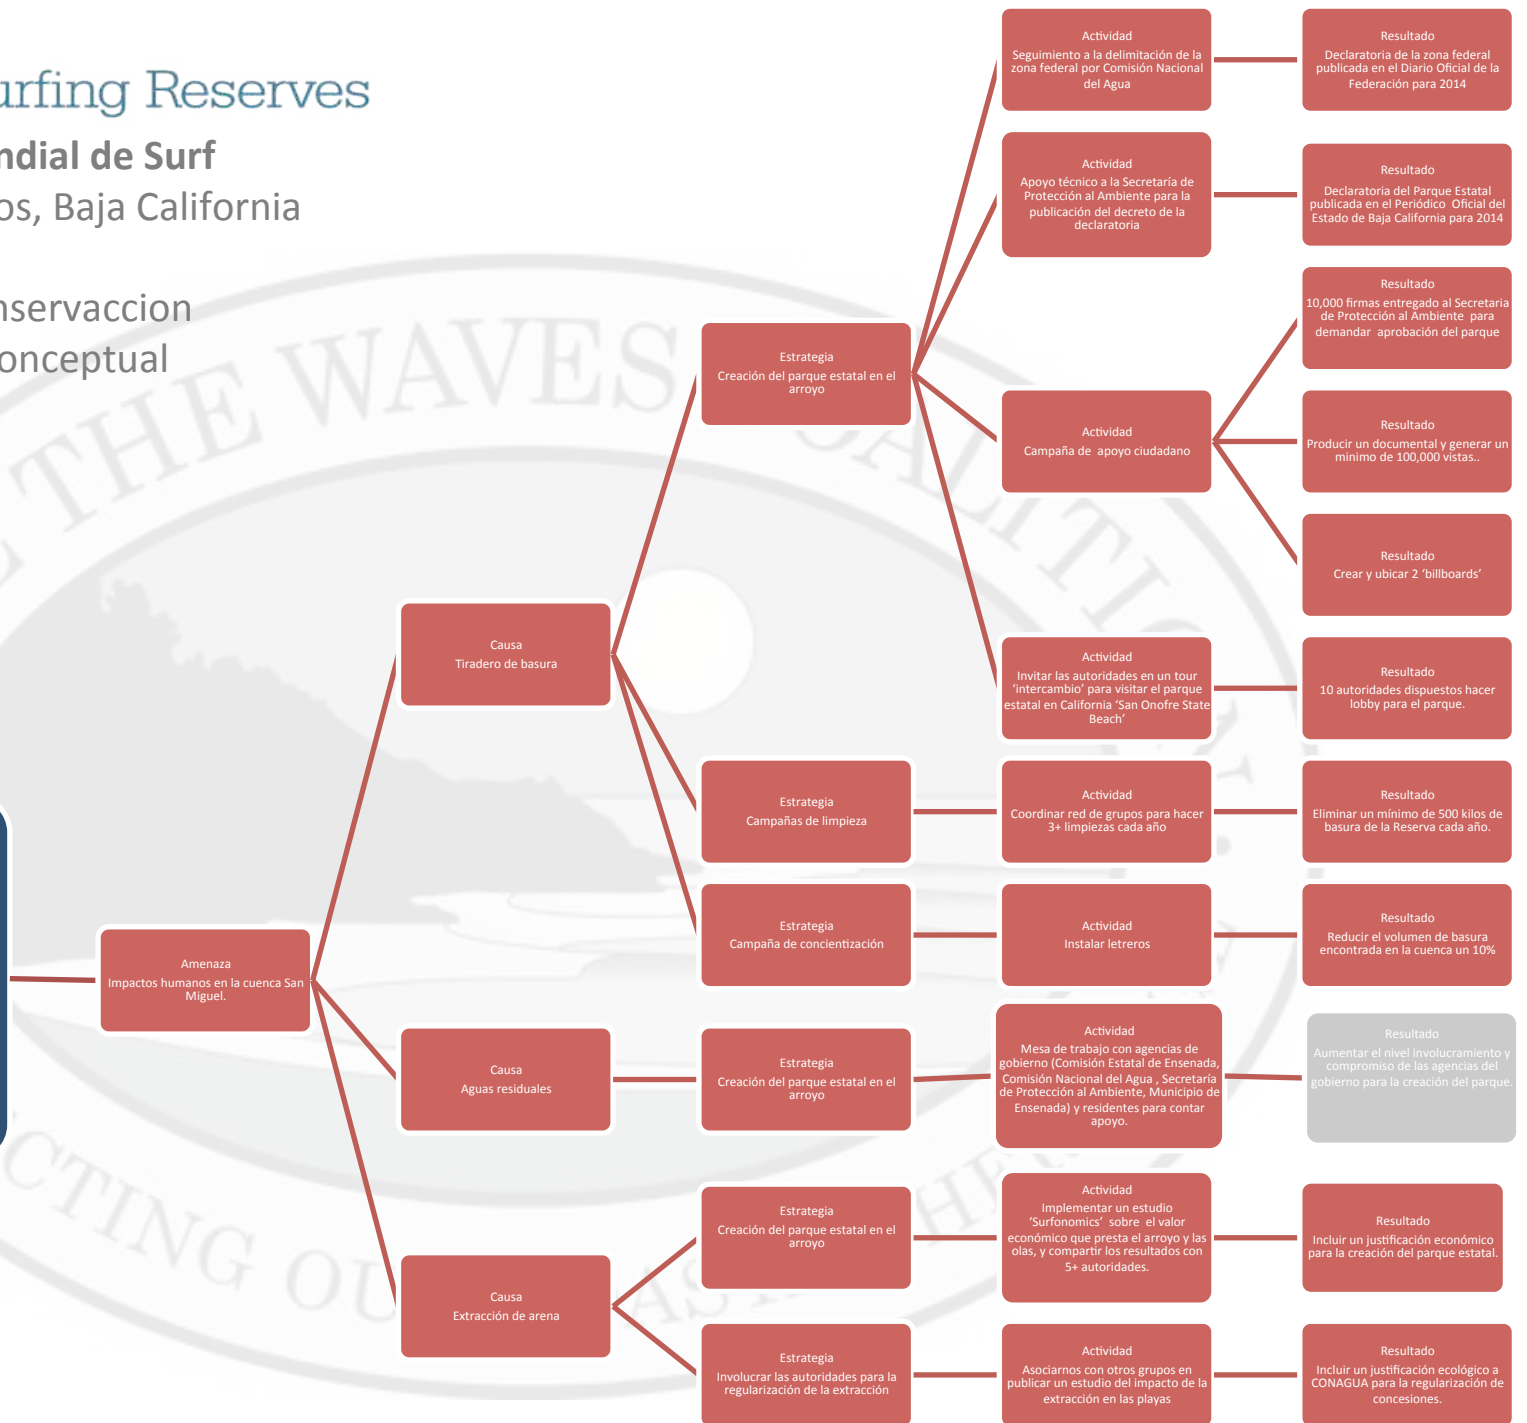 urfing Reserves
ndial de Surf
os, Baja California
nservaccion
onceptual
THE WAVES
Amenaza
Impactos humanos en la cuenca San
Miguel.
Causa
Tiradero de basura
Estrategia
Creación del parque estatal en el
arroyo
Actividad
Seguimiento a la delimitación de la
zona federal por Comisión Nacional
del Agua
Resultado
Declaratoria de la zona federal
publicada en el Diario Oficial de la
Federación para 2014
Actividad
Apoyo técnico a la Secretaría de
Protección al Ambiente para la
publicación del decreto de la
declaratoria
Resultado
Declaratoria del Parque Estatal
publicada en el Periódico Oficial del
Estado de Baja California para 2014
Actividad
Campaña de apoyo ciudadano
Resultado
10,000 firmas entregado al Secretaria
de Protección al Ambiente para
demandar aprobación del parque
Resultado
Producir un documental y generar un
minimo de 100,000 vistas..
Resultado
Crear y ubicar 2 ‘billboards’
Actividad
Invitar las autoridades en un tour
‘intercambio’ para visitar el parque
estatal en California ‘San Onofre State
Beach’
Resultado
10 autoridades dispuestos hacer
lobby para el parque.
Estrategia
Campañas de limpieza
Actividad
Coordinar red de grupos para hacer
3+ limpiezas cada año
Resultado
Eliminar un mínimo de 500 kilos de
basura de la Reserva cada año.
Estrategia
Campaña de concientización
Actividad
Instalar letreros
Resultado
Reducir el volumen de basura
encontrada en la cuenca un 10%
Causa
Aguas residuales
Estrategia
Creación del parque estatal en el
arroyo
Actividad
Mesa de trabajo con agencias de
gobierno (Comisión Estatal de Ensenada,
Comisión Nacional del Agua , Secretaría
de Protección al Ambiente, Municipio de
Ensenada) y residentes para contar
apoyo.
Resultado
Aumentar el nivel involucramiento y
compromiso de las agencias del
gobierno para la creación del parque.
Causa
Extracción de arena
Estrategia
Creación del parque estatal en el
arroyo
Actividad
Implementar un estudio
‘Surfonomics’ sobre el valor
económico que presta el arroyo y las
olas, y compartir los resultados con
5+ autoridades.
Resultado
Incluir un justificación económico
para la creación del parque estatal.
Estrategia
Involucrar las autoridades para la
regularización de la extracción
Actividad
Asociarnos con otros grupos en
publicar un estudio del impacto de la
extracción en las playas
Resultado
Incluir un justificación ecológico a
CONAGUA para la regularización de
concesiones.